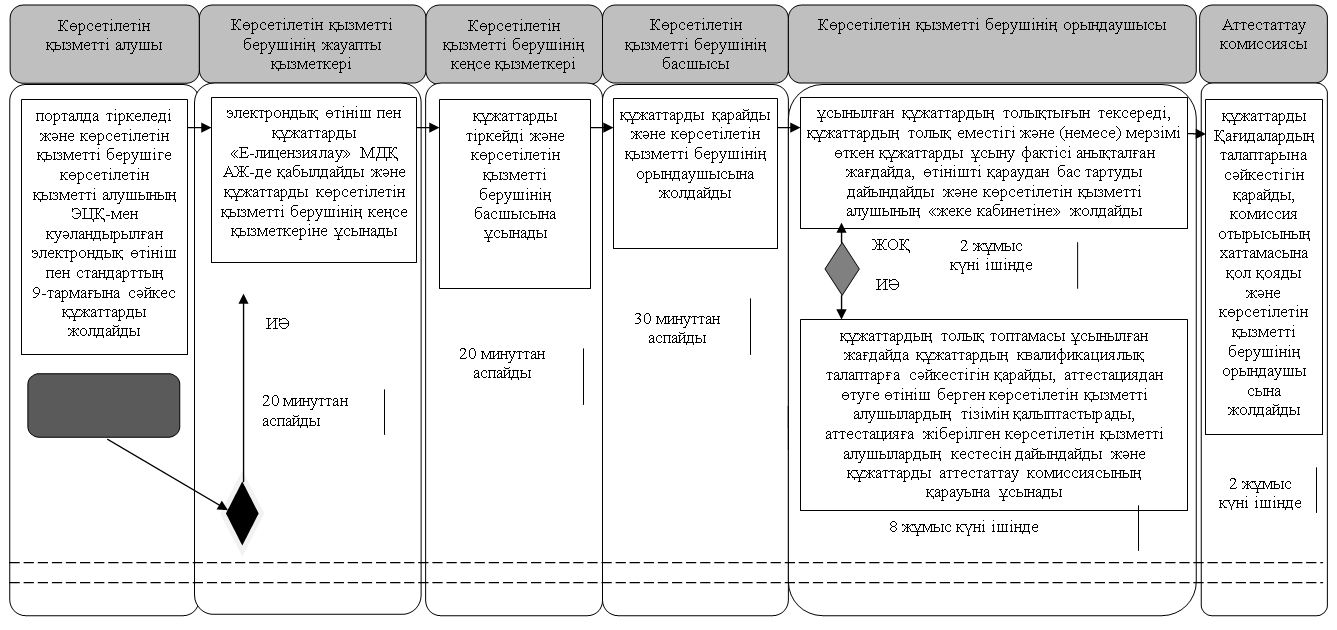 Көрсетілетін
қызметті алушы
Көрсетілетін қызметті
берушінің жауапты
қызметкері
Көрсетілетін
қызметті берушінің
кеңсе қызметкері
Көрсетілетін
қызметті берушінің
басшысы
Көрсетілетін қызметті берушінің орындаушысы
Аттестаттау
комиссиясы
порталда тіркеледі
және көрсетілетін
қызметті берушіге
көрсетілетін
қызметті алушының
ЭЦҚ-мен
куәландырылған
электрондық өтініш
пен стандарттың
9-тармағына сәйкес
құжаттарды
жолдайды
электрондық өтініш пен
құжаттарды
«Е-лицензиялау» МДҚ
АЖ-де қабылдайды және
құжаттарды көрсетілетін
қызметті берушінің кеңсе
қызметкеріне ұсынады
ИӘ
20 минуттан
аспайды
құжаттарды
тіркейді және
көрсетілетін
қызметті
берушінің
басшысына
ұсынады
20 минуттан
аспайды
құжаттарды қарайды
және көрсетілетін
қызметті берушінің
орындаушысына
жолдайды
30 минуттан
аспайды
ұсынылған құжаттардың толықтығын тексереді,
құжаттардың толық еместігі және (немесе) мерзімі
өткен құжаттарды ұсыну фактісі анықталған
жағдайда, өтінішті қараудан бас тартуды
дайындайды және көрсетілетін қызметті
алушының «жеке кабинетіне» жолдайды
ЖОҚ
ИӘ
2 жұмыс
күні ішінде
құжаттардың толық топтамасы ұсынылған
жағдайда құжаттардың квалификациялық
талаптарға сәйкестігін қарайды, аттестациядан
өтуге өтініш берген көрсетілетін қызметті
алушылардың тізімін қалыптастырады,
аттестацияға жіберілген көрсетілетін қызметті
алушылардың кестесін дайындайды және
құжаттарды аттестаттау комиссиясының
қарауына ұсынады
8 жұмыс күні ішінде
құжаттарды
Қағидалардың
талаптарына
сәйкестігін
қарайды,
комиссия
отырысының
хаттамасына
қол қояды
және
көрсетілетін
қызметті
берушінің
орындаушы
сына
жолдайды
2 жұмыс
күні ішінде